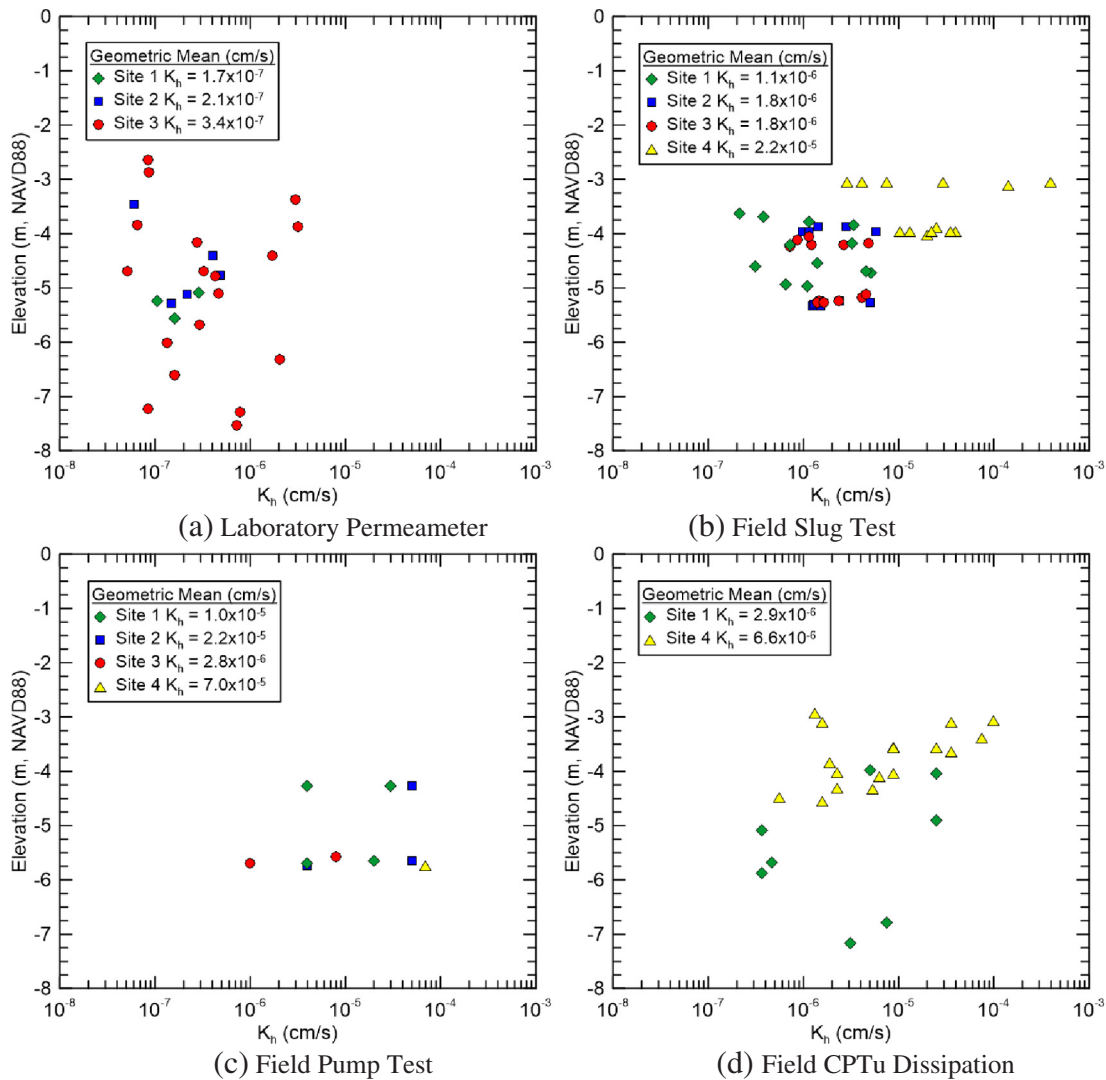 Geometric Mean (cm/s)
Site 1 Kₕ = 1.7x10⁻⁷
Site 2 Kₕ = 2.1x10⁻⁷
Site 3 Kₕ = 3.4x10⁻⁷
0
-1
-2
-3
-4
-5
-6
-7
-8
Elevation (m, NAVD88)
10⁻⁸ 10⁻⁷ 10⁻⁶ 10⁻⁵ 10⁻⁴ 10⁻³
Kₕ (cm/s)
(a) Laboratory Permeameter
Geometric Mean (cm/s)
Site 1 Kₕ = 1.1x10⁻⁶
Site 2 Kₕ = 1.8x10⁻⁶
Site 3 Kₕ = 1.8x10⁻⁶
Site 4 Kₕ = 2.2x10⁻⁵
0
-1
-2
-3
-4
-5
-6
-7
-8
Elevation (m, NAVD88)
10⁻⁸ 10⁻⁷ 10⁻⁶ 10⁻⁵ 10⁻⁴ 10⁻³
Kₕ (cm/s)
(b) Field Slug Test
Geometric Mean (cm/s)
Site 1 Kₕ = 1.0x10⁻⁵
Site 2 Kₕ = 2.2x10⁻⁵
Site 3 Kₕ = 2.8x10⁻⁶
Site 4 Kₕ = 7.0x10⁻⁵
0
-1
-2
-3
-4
-5
-6
-7
-8
Elevation (m, NAVD88)
10⁻⁸ 10⁻⁷ 10⁻⁶ 10⁻⁵ 10⁻⁴ 10⁻³
Kₕ (cm/s)
(c) Field Pump Test
Geometric Mean (cm/s)
Site 1 Kₕ = 2.9x10⁻⁶
Site 4 Kₕ = 6.6x10⁻⁶
0
-1
-2
-3
-4
-5
-6
-7
-8
Elevation (m, NAVD88)
10⁻⁸ 10⁻⁷ 10⁻⁶ 10⁻⁵ 10⁻⁴ 10⁻³
Kₕ (cm/s)
(d) Field CPTu Dissipation